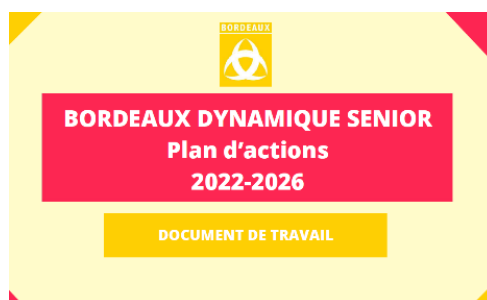 BORDEAUX
BORDEAUX DYNAMIQUE SENIOR
Plan d’actions
2022-2026
DOCUMENT DE TRAVAIL